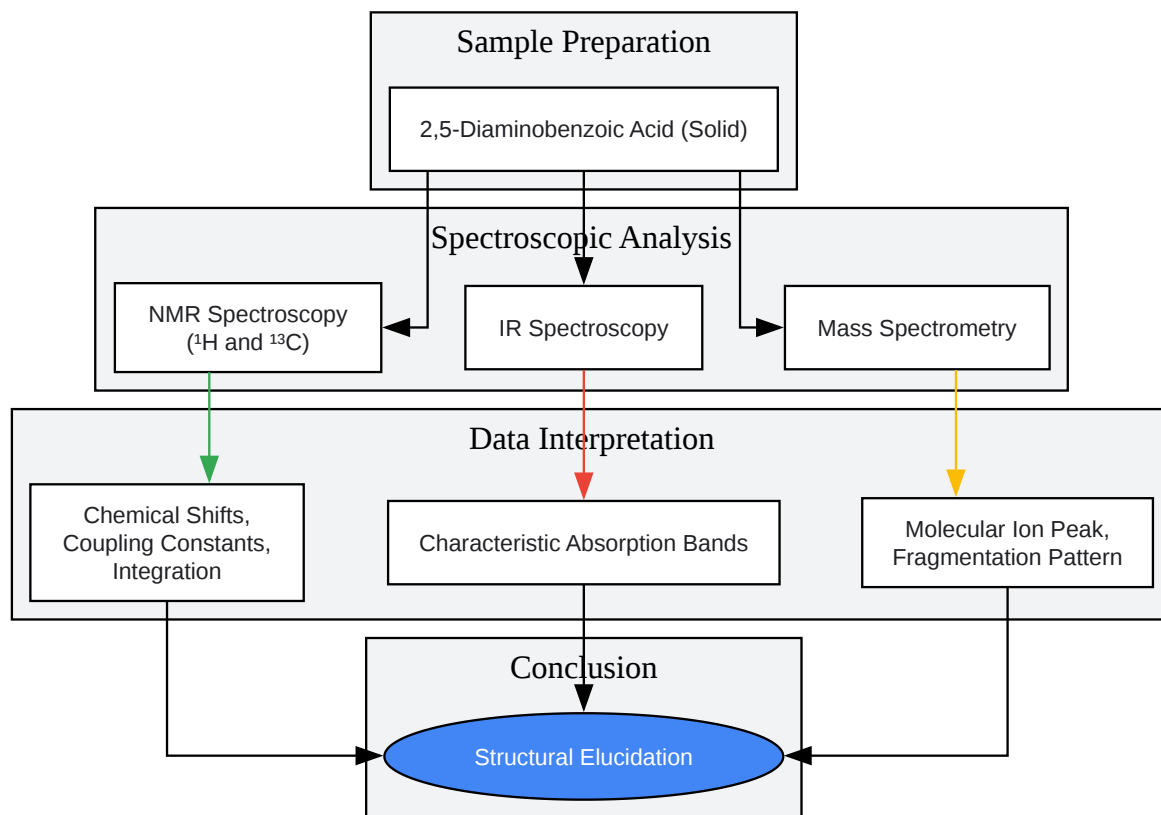 Sample Preparation
2,5-Diaminobenzoic Acid (Solid)
Spectroscopic Analysis
NMR Spectroscopy
(¹H and ¹³C)
IR Spectroscopy
Mass Spectrometry
Data Interpretation
Chemical Shifts,
Coupling Constants,
Integration
Characteristic Absorption Bands
Molecular Ion Peak,
Fragmentation Pattern
Conclusion
Structural Elucidation